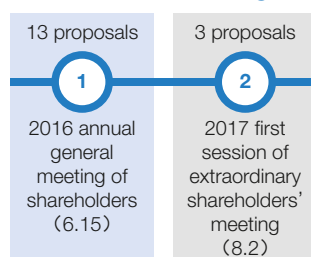 13 proposals
1
2016 annual
general
meeting of
shareholders
（6.15）
3 proposals
2
2017 first
session of
extraordinary
shareholders’
meeting
(8.2)